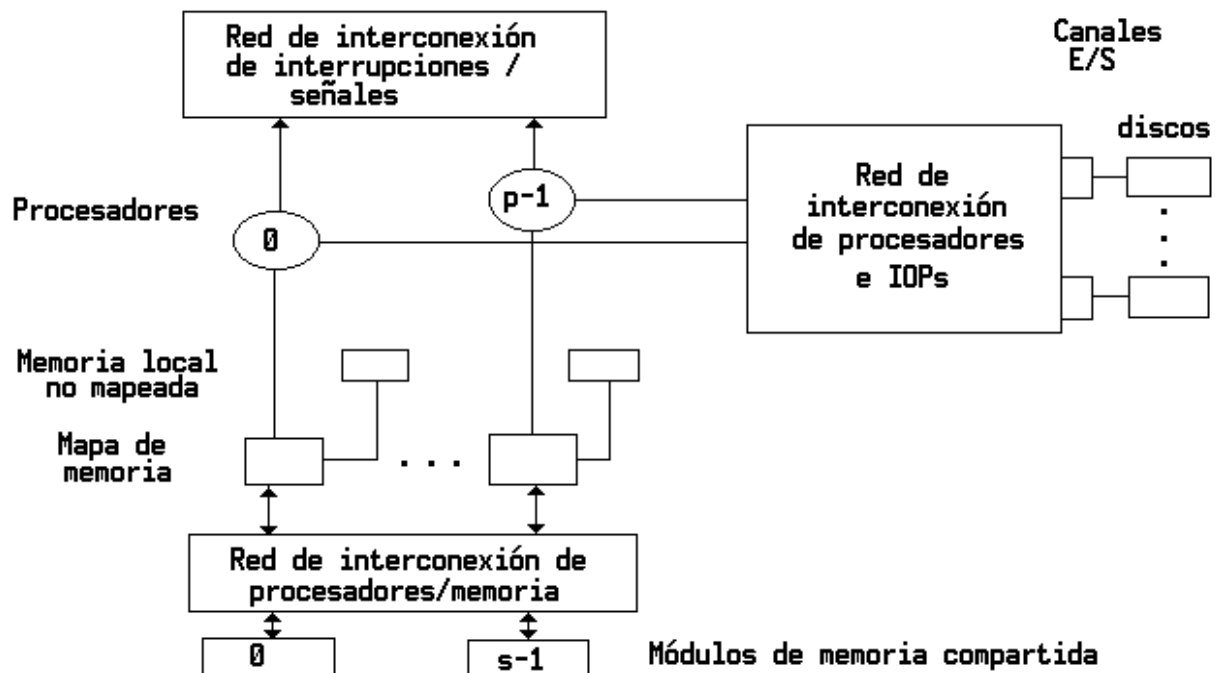 Red de interconexión
de interrupciones /
señales
Canales
E/S
discos
Procesadores
0
p-1
Red de
interconexión
de procesadores
e IOPs
.
.
.
Memoria local
no mapeada
Mapa de
memoria
. . .
Red de interconexión de
procesadores/memoria
0
s-1
Módulos de memoria compartida